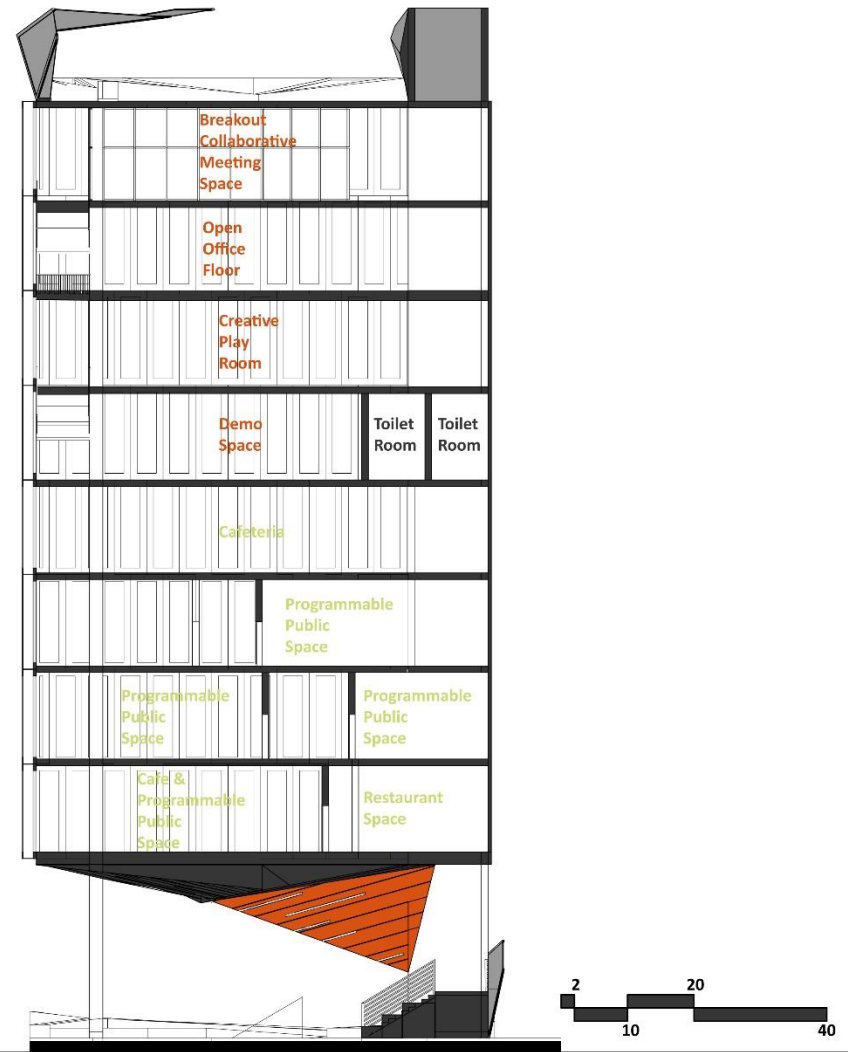 Breakout
Collaborative
Meeting
Space
Open
Office
Floor
Creative
Play
Room
Demo
Space
Toilet
Room
Toilet
Room
Cafeteria
Programmable
Public
Space
Programmable
Public
Space
Programmable
Public
Space
Cafe &
Programmable
Public
Space
Restaurant
Space
2
20
10
40